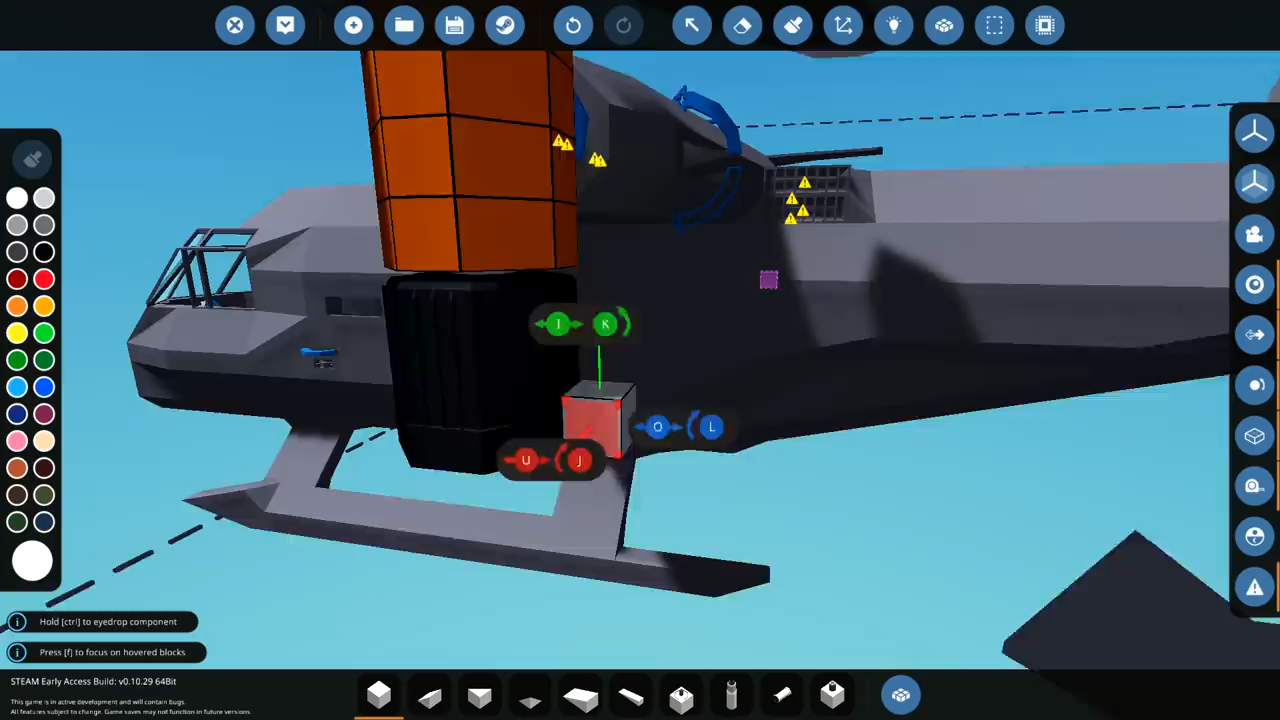 I K
O L
U J
Hold [ctrl] to eyedrop component
Press [f] to focus on hovered blocks
STEAM Early Access Build: v0.10.29 64Bit
This game is in active development and will contain bugs.
All features subject to change. Game saves may not function in future versions.